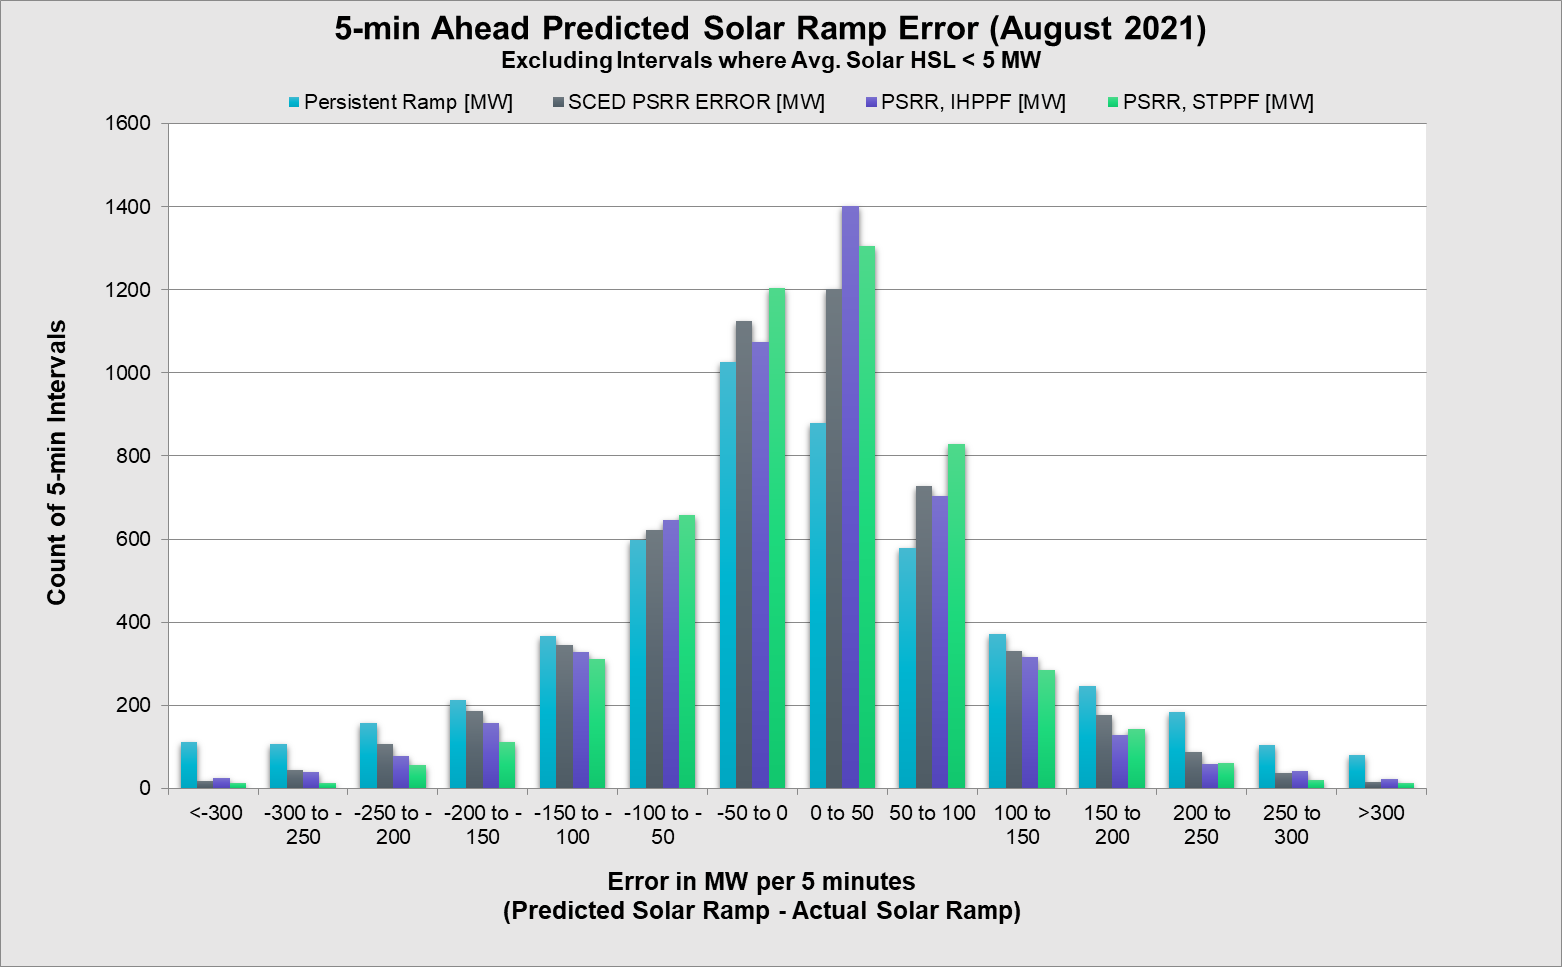 5-min Ahead Predicted Solar Ramp Error (August 2021)
Excluding Intervals where Avg. Solar HSL < 5 MW
Persistent Ramp [MW] SCED PSRR ERROR [MW] PSRR, IHPPF [MW] PSRR, STPPF [MW]
1600
1400
1200
1000
800
600
400
200
0
Count of 5-min Intervals
<-300 -300 to - -250 to - -200 to - -150 to - -100 to - -50 to 0 0 to 50 50 to 100 100 to 150 to 200 to 250 to >300
250 200 150 100 50 150 200 250 300
Error in MW per 5 minutes
(Predicted Solar Ramp - Actual Solar Ramp)